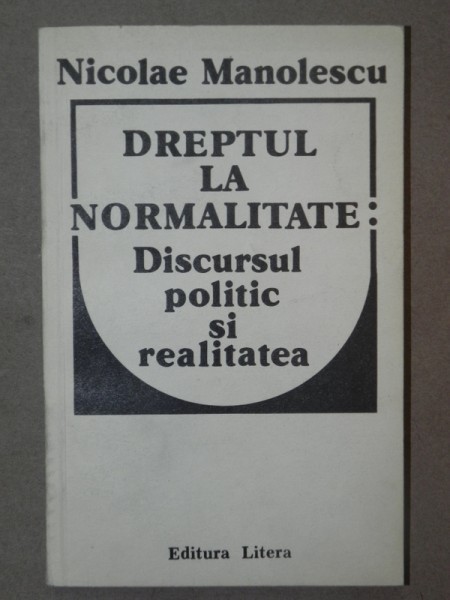 Nicolae Manolescu
DREPTUL
LA
NORMALITATE:
Discursul
politic
si
realitatea
Editura Litera